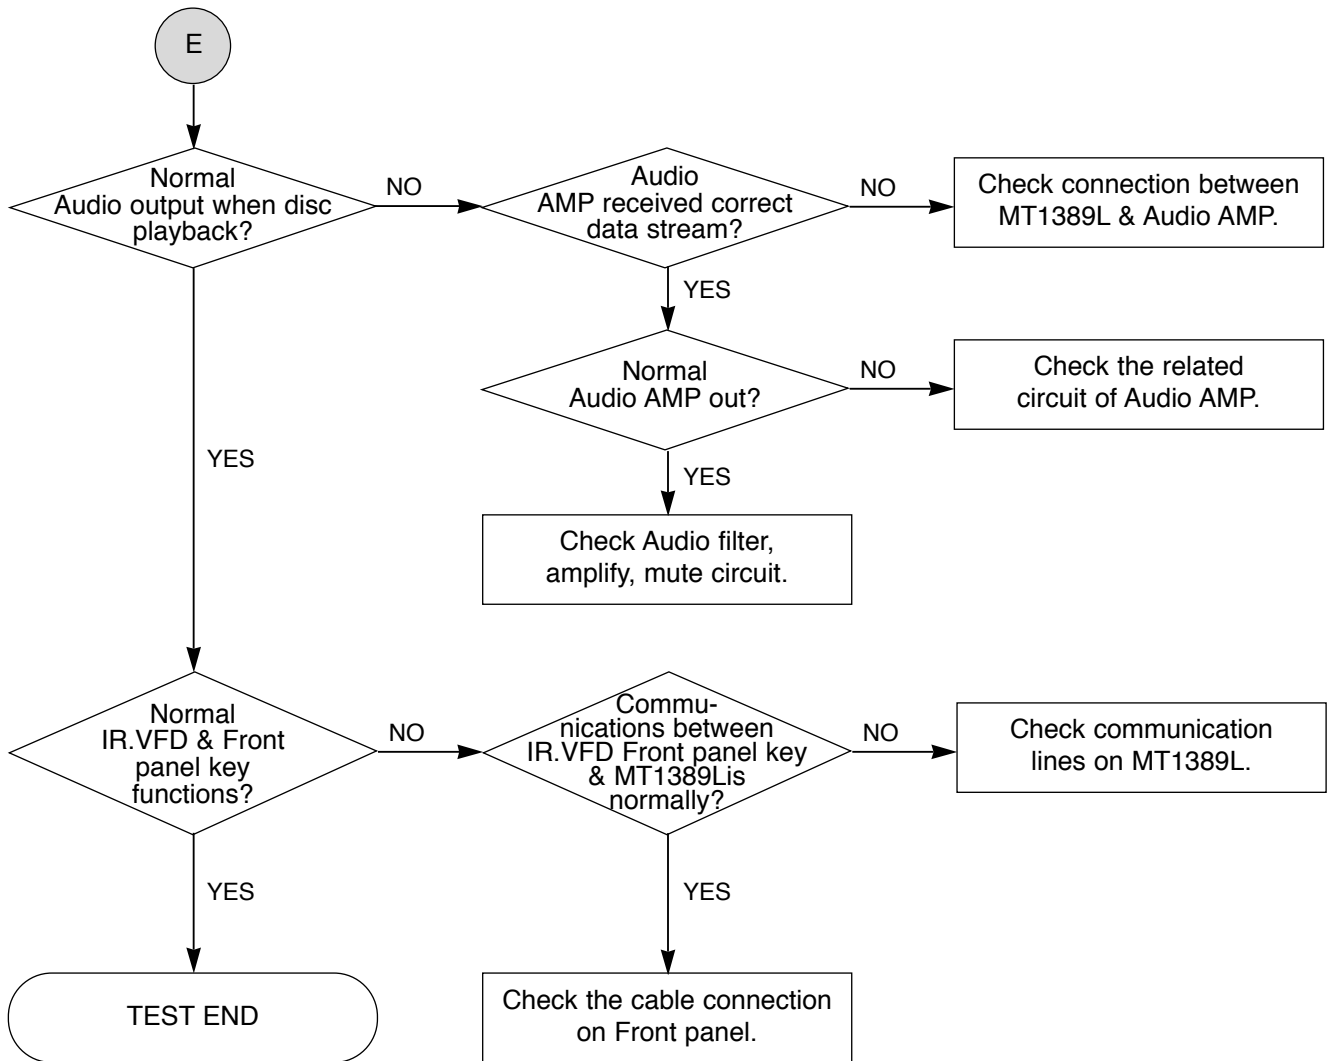 E
Normal
Audio output when disc
playback?
NO
Audio
AMP received correct
data stream?
NO
Check connection between
MT1389L & Audio AMP.
YES
Normal
Audio AMP out?
NO
Check the related
circuit of Audio AMP.
YES
YES
Check Audio filter,
amplify, mute circuit.
Normal
IR.VFD & Front
panel key
functions?
NO
Commu-
nications between
IR.VFD Front panel key
& MT1389Lis
normally?
NO
Check communication
lines on MT1389L.
YES
YES
TEST END
Check the cable connection
on Front panel.